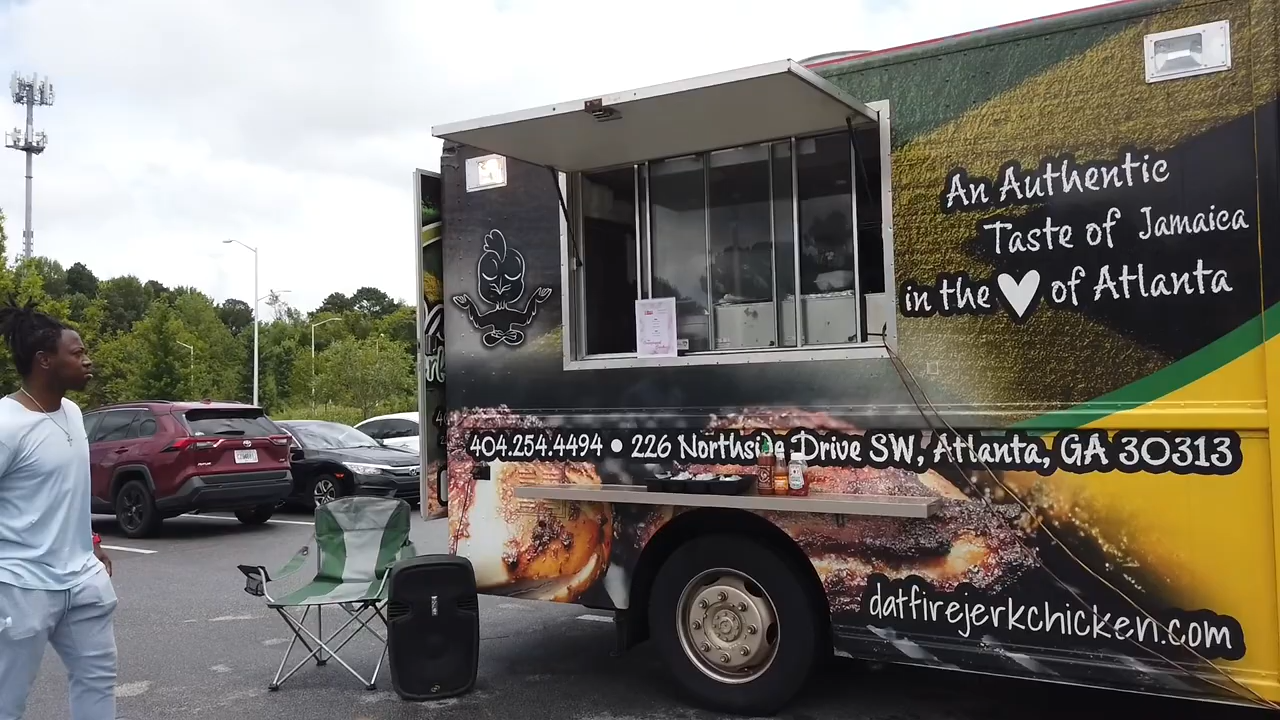 An Authentic
Taste of Jamaica
in the of Atlanta
404.254.4494 • 226 Northside Drive SW, Atlanta, GA 30313
datfirejerkchicken.com